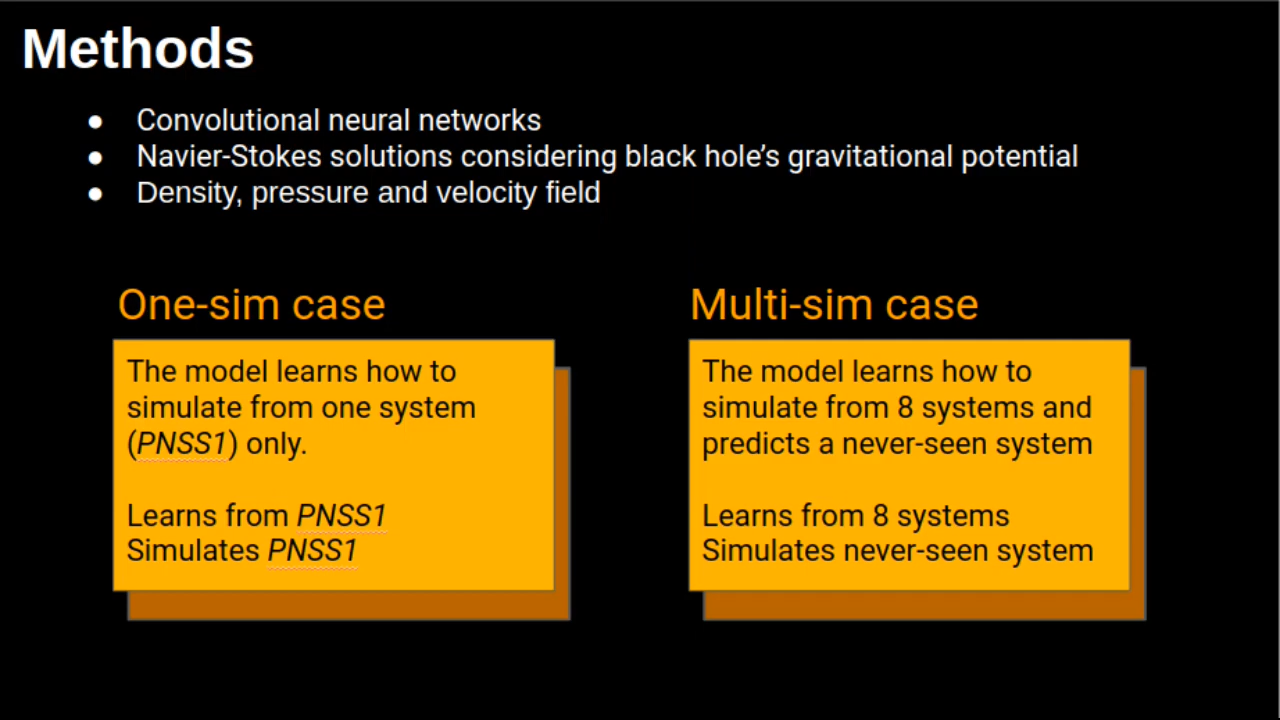 Methods
● Convolutional neural networks
● Navier-Stokes solutions considering black hole's gravitational potential
● Density, pressure and velocity field
One-sim case
The model learns how to
simulate from one system
(PNSS1) only.
Learns from PNSS1
Simulates PNSS1
Multi-sim case
The model learns how to
simulate from 8 systems and
predicts a never-seen system
Learns from 8 systems
Simulates never-seen system